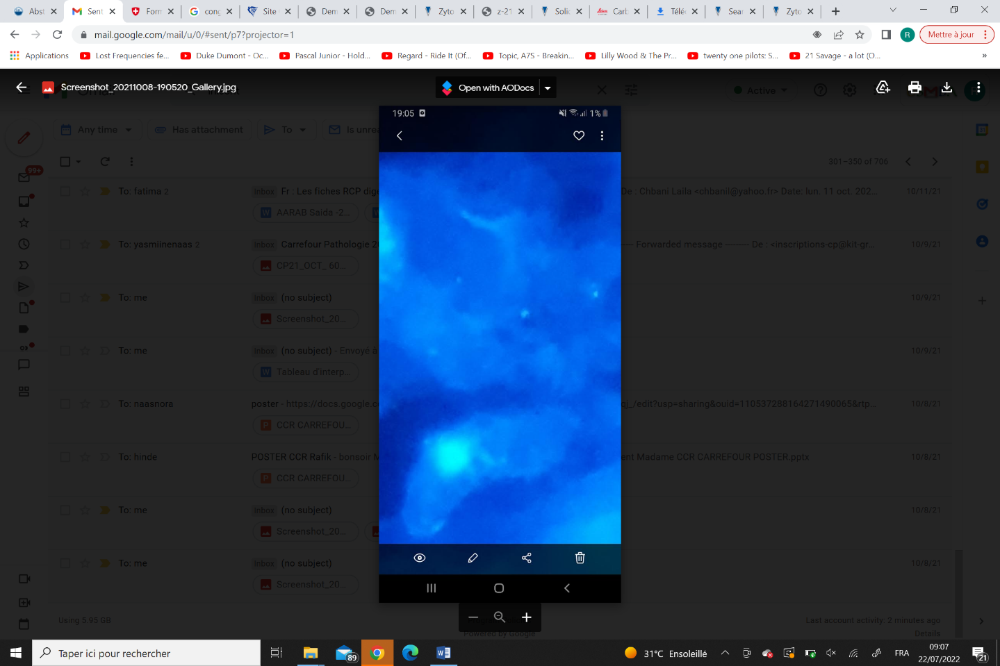 Abst
Sent
Form
cong
Site
Dem
Dem
Zyto
z-21
Solid
Carb
Télé
Sear
Zyto
mail.google.com/mail/u/0/#sent/p7?projector=1
R
Mettre à jour
Applications
Lost Frequencies fe...
Duke Dumont - Oc...
Pascal Junior - Hold...
Regard - Ride It (Of...
Topic, A7S - Breakin...
Lilly Wood & The Pr...
twenty one pilots: S...
21 Savage - a lot (O...
»
Screenshot_20211008-190520_Gallery.jpg
Open with AODocs
Active
19:05
1%
Any time
Has attachment
To
Is unrea
301–350 of 706
99+
To: fatima 2
Inbox Fr : Les fiches RCP dige
De : Chbani Laila <chbanil@yahoo.fr> Date: lun. 11 oct. 202...
10/11/21
AARAB Saida -2...
To: yasmiinenaas 2
Inbox Carrefour Pathologie 2
Forwarded message -------- De : <inscriptions-cp@kit-gr...
10/9/21
CP21_OCT_ 60...
To: me
Inbox (no subject)
10/9/21
Screenshot_20...
To: me
Inbox (no subject) - Envoyé à
10/9/21
Tableau d'interp...
To: naasnora
poster - https://docs.google.co
qj_/edit?usp=sharing&ouid=110537288164271490065&rtp...
10/8/21
CCR CARREFOU...
To: hinde
POSTER CCR Rafik - bonsoir M
ent Madame CCR CARREFOUR POSTER.pptx
10/8/21
CCR CARREFOU...
To: me
Inbox (no subject)
10/8/21
Screenshot_20...
To: me
Inbox (no subject)
10/8/21
Screenshot_20...
Using 5.95 GB
Last account activity: 2 minutes ago
Powered by Google
Details
Taper ici pour rechercher
89
31°C Ensoleillé
FRA
09:07
22/07/2022
21